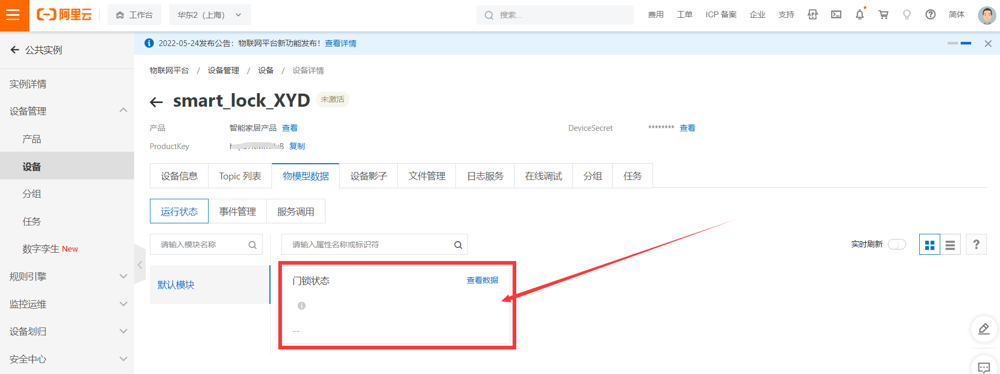 阿里云 工作台 华东2（上海） 搜索... 费用 工单 ICP 备案 企业 支持 APP 简体
2022-05-24发布公告：物联网平台新功能发布！ 查看详情
公共实例
实例详情
设备管理
产品
设备
分组
任务
数字孪生 New
规则引擎
监控运维
设备划归
安全中心
物联网平台 / 设备管理 / 设备 / 设备详情
smart_lock_XYD 未激活
产品 智能家居产品 查看 DeviceSecret ******** 查看
ProductKey 复制
设备信息 Topic 列表 物模型数据 设备影子 文件管理 日志服务 在线调试 分组 任务
运行状态 事件管理 服务调用
请输入模块名称 请输入属性名称或标识符 实时刷新 ?
默认模块
门锁状态 查看数据
--